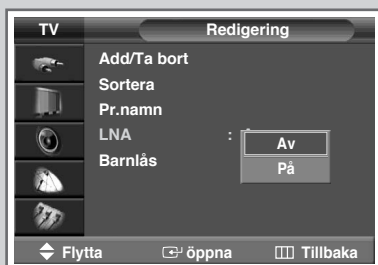 TV Redigering
Add/Ta bort
Sortera
Pr.namn
LNA :
Av
På
Barnlås
Flytta öppna Tillbaka